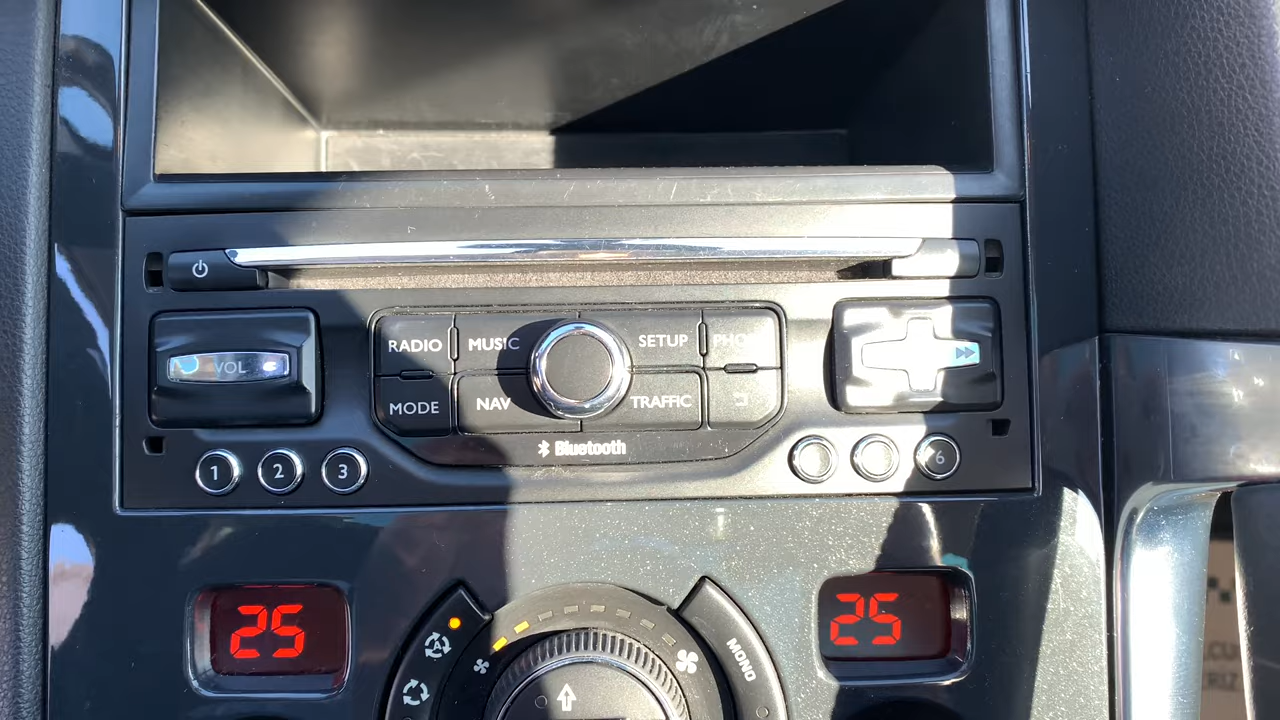 VOL
RADIO MUSIC SETUP
MODE NAV TRAFFIC
Bluetooth
1 2 3 6
25 25
MONO